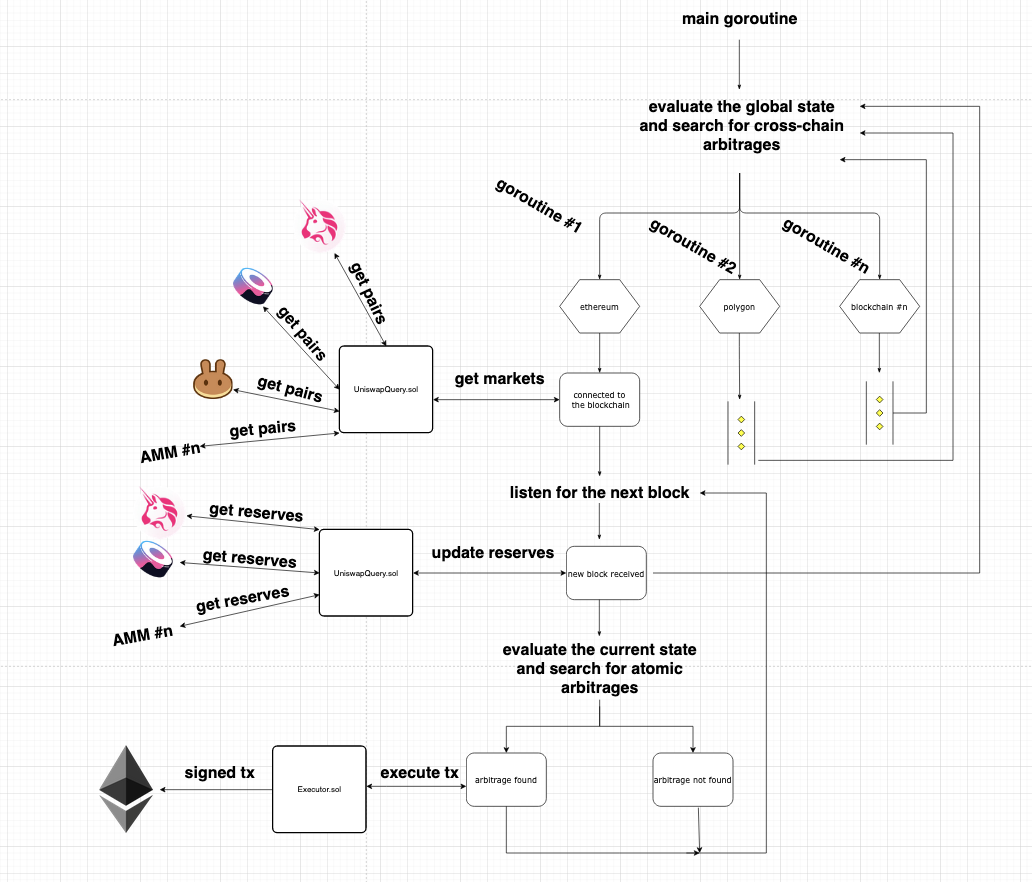 main goroutine
evaluate the global state
and search for cross-chain
arbitrages
goroutine #1
goroutine #2
goroutine #n
ethereum
polygon
blockchain #n
get pairs
get pairs
get pairs
get pairs
AMM #n
UniswapQuery.sol
get markets
connected to
the blockchain
listen for the next block
get reserves
get reserves
get reserves
AMM #n
UniswapQuery.sol
update reserves
new block received
evaluate the current state
and search for atomic
arbitrages
signed tx
Executor.sol
execute tx
arbitrage found
arbitrage not found